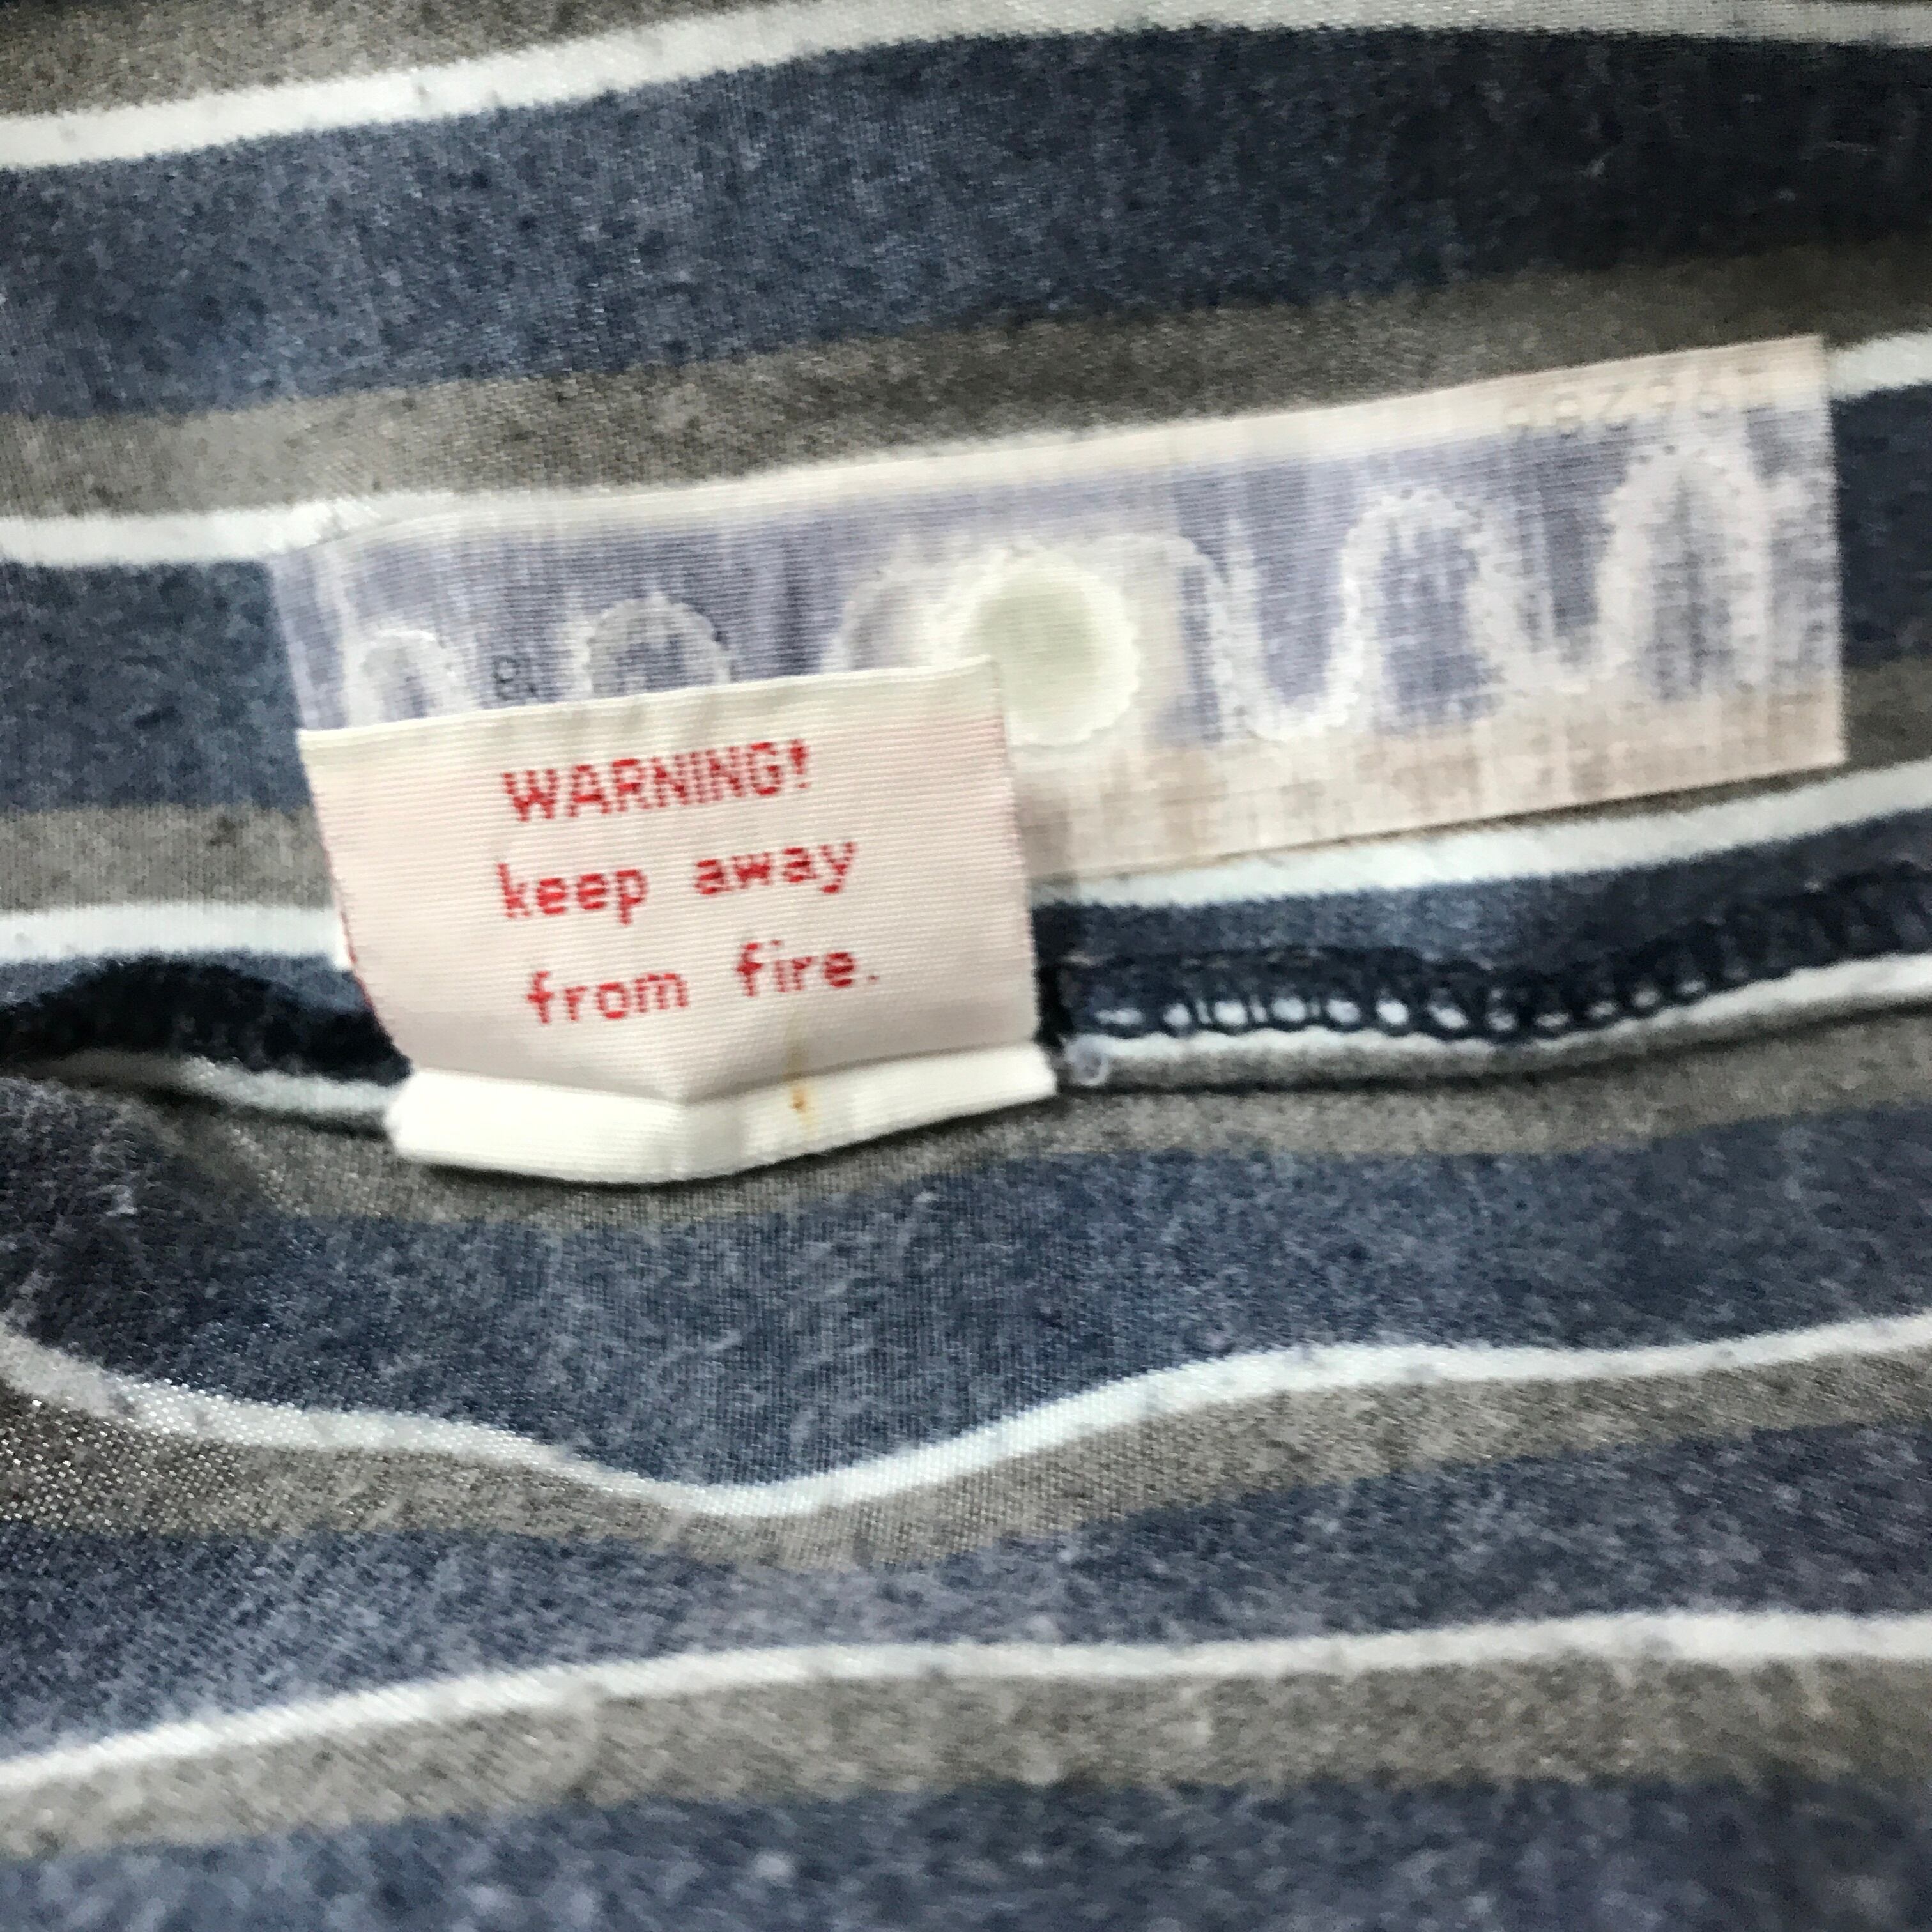 WARNING!
keep away
from fire.